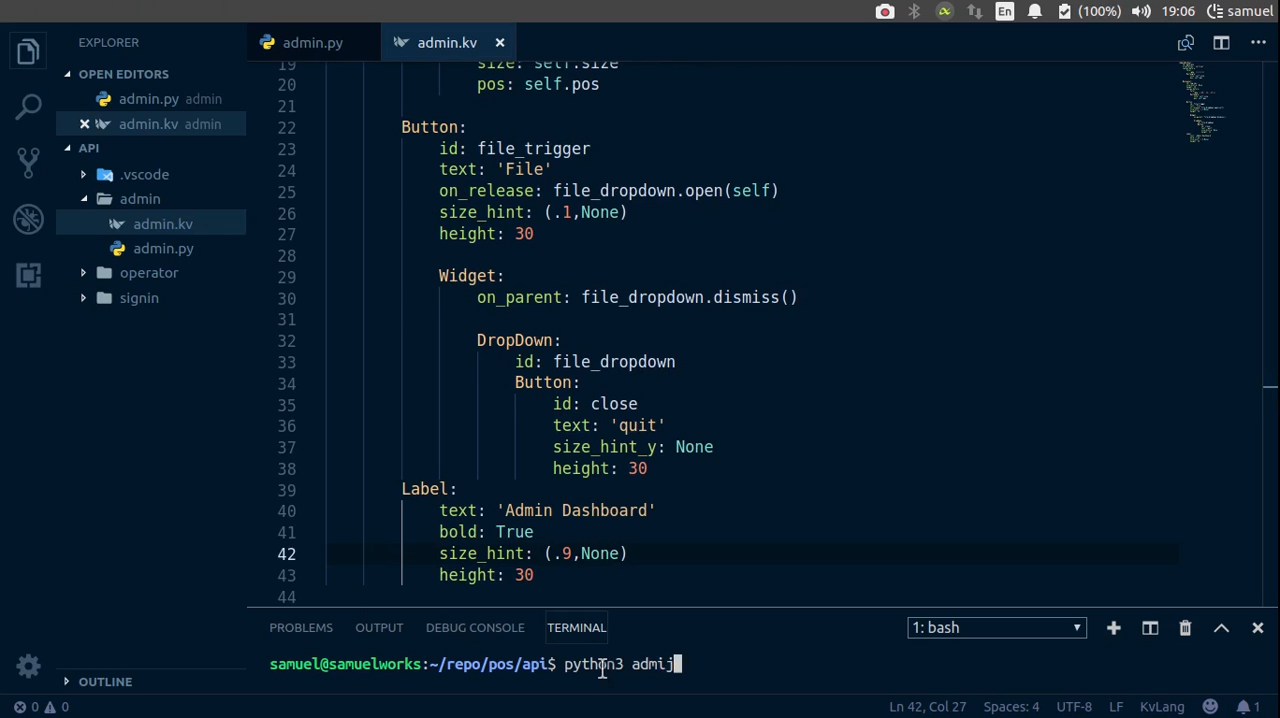 En (100%) 19:06 samuel
EXPLORER
OPEN EDITORS
admin.py admin
admin.kv admin
API
.vscode
admin
admin.kv
admin.py
operator
signin
OUTLINE
admin.py admin.kv
19 size: self.size
20 pos: self.pos
21
22 Button:
23 id: file_trigger
24 text: 'File'
25 on_release: file_dropdown.open(self)
26 size_hint: (.1,None)
27 height: 30
28
29 Widget:
30 on_parent: file_dropdown.dismiss()
31
32 DropDown:
33 id: file_dropdown
34 Button:
35 id: close
36 text: 'quit'
37 size_hint_y: None
38 height: 30
39 Label:
40 text: 'Admin Dashboard'
41 bold: True
42 size_hint: (.9,None)
43 height: 30
44
PROBLEMS OUTPUT DEBUG CONSOLE TERMINAL 1: bash
samuel@samuelworks:~/repo/pos/api$ python3 admij
0 0 Ln 42, Col 27 Spaces: 4 UTF-8 LF KvLang 1